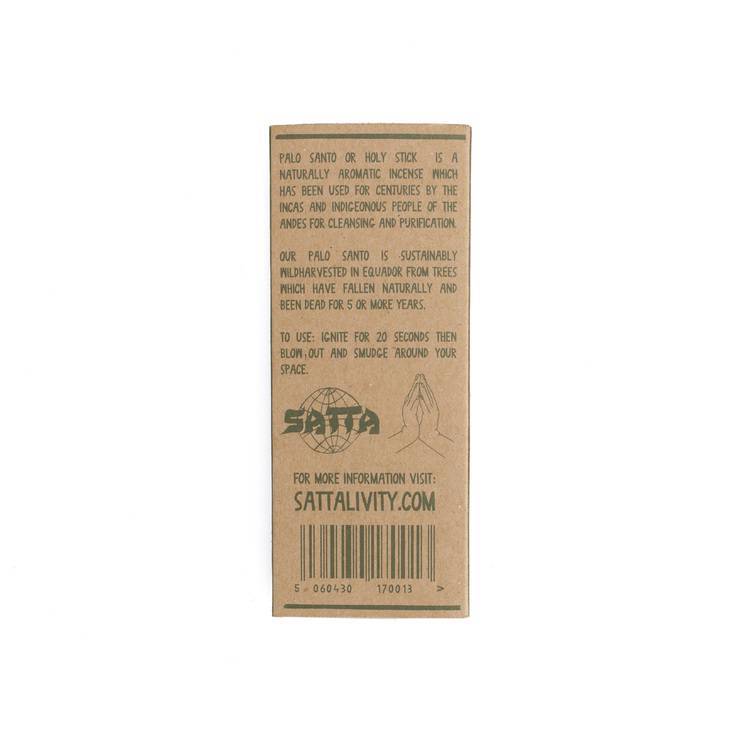 PALO SANTO OR HOLY STICK IS A
NATURALLY AROMATIC INCENSE WHICH
HAS BEEN USED FOR CENTURIES BY THE
INCAS AND INDIGEONOUS PEOPLE OF THE
ANDES FOR CLEANSING AND PURIFICATION.
OUR PALO SANTO IS SUSTAINABLY
WILDHARVESTED IN EQUADOR FROM TREES
WHICH HAVE FALLEN NATURALLY AND
BEEN DEAD FOR 5 OR MORE YEARS.
TO USE: IGNITE FOR 20 SECONDS THEN
BLOW OUT AND SMUDGE AROUND YOUR
SPACE.
SATTA
FOR MORE INFORMATION VISIT:
SATTALIVITY.COM
5 060430 170013 >